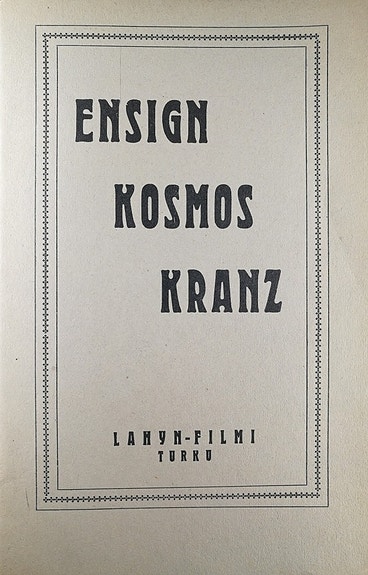 ENSIGN
KOSMOS
KRANZ
LAHYN-FILMI
TURKU